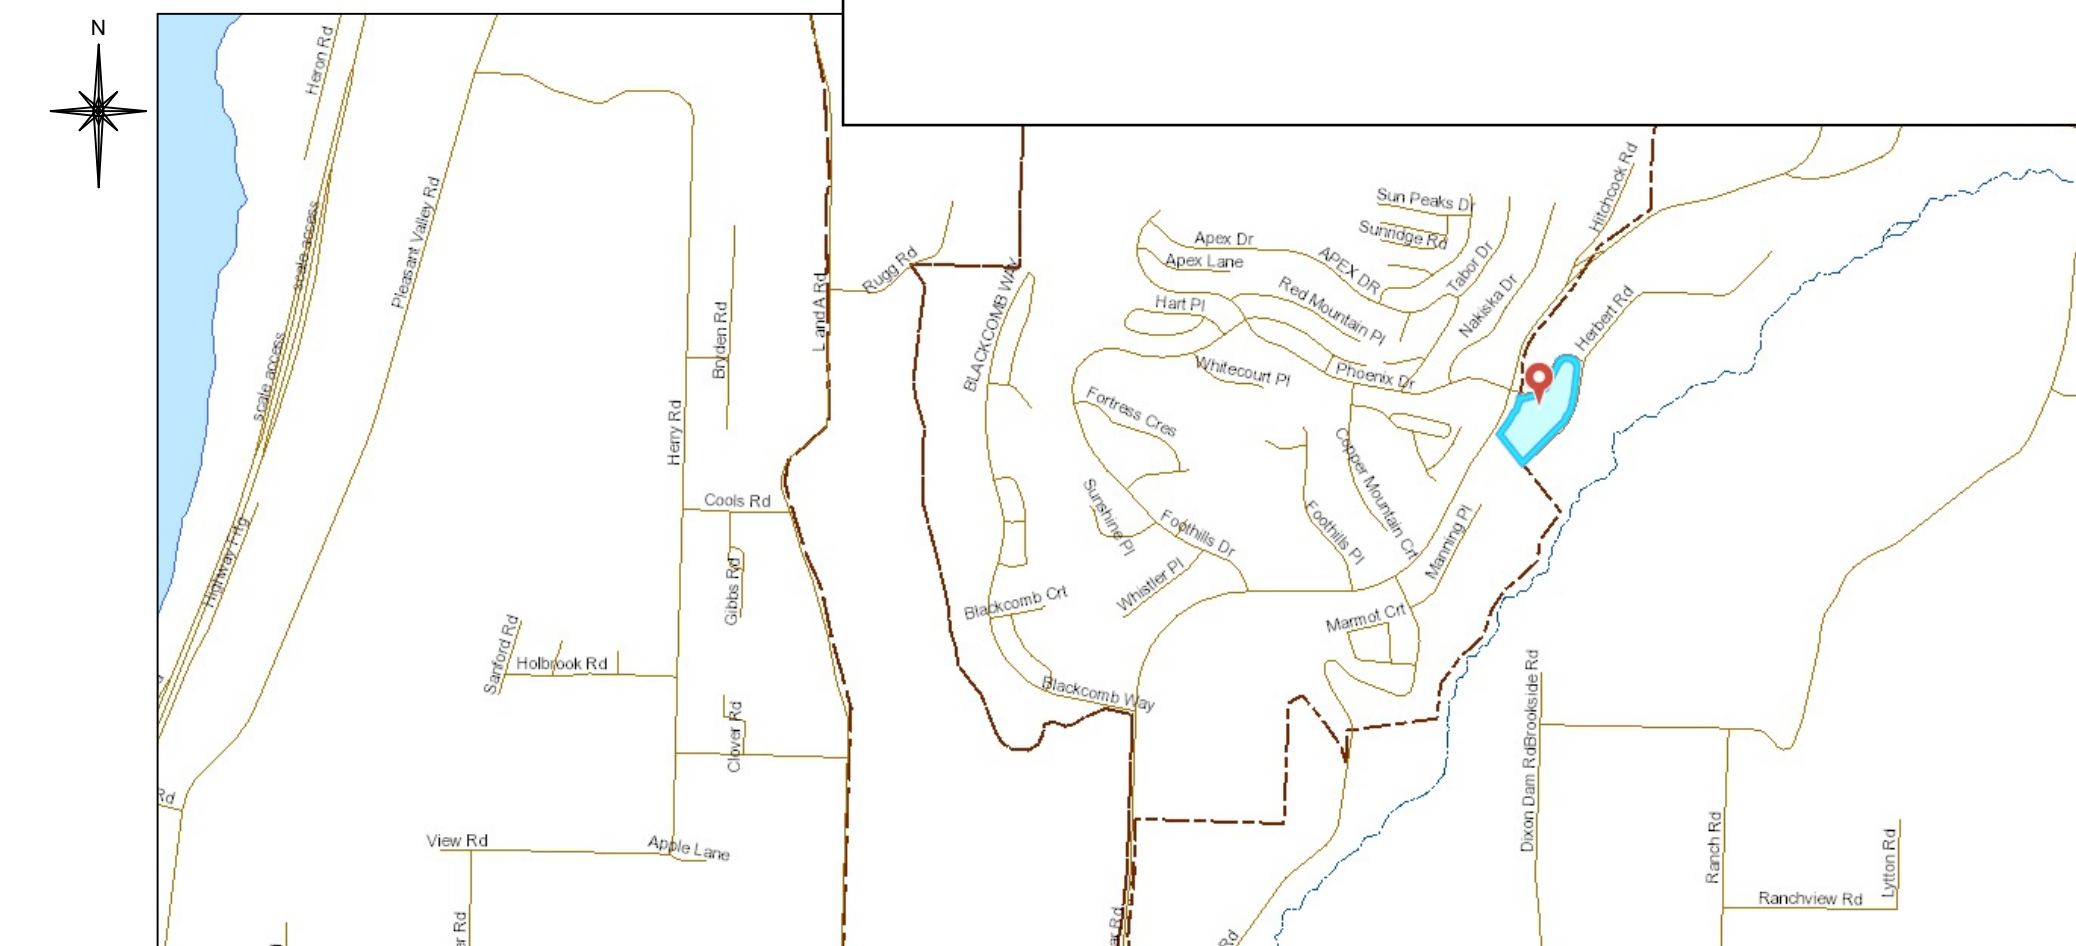 N
Heron Rd
scale access
scale access
Pleasant Valley Rd
Highway Frtg
Rd
Bryden Rd
Herry Rd
Cools Rd
Gibbs Rd
Sanford Rd
Holbrook Rd
Clover Rd
View Rd
Apple Lane
L and A Rd
Rugg Rd
BLACKCOMB WAY
Blackcomb Crt
Blackcomb Way
Apex Dr
Apex Lane
APEX DR
Hart Pl
Red Mountain Pl
Sun Peaks Dr
Sunridge Rd
Tabor Dr
Nakiska Dr
Hitchcock Rd
Herbert Rd
Whitecourt Pl
Phoenix Dr
Fortress Cres
Sunshine Pl
Foothills Dr
Whistler Pl
Foothills Pl
Copper Mountain Crt
Manning Pl
Marmot Crt
Brookside Rd
Dixon Dam Rd
Ranch Rd
Lytton Rd
Ranchview Rd
Rd